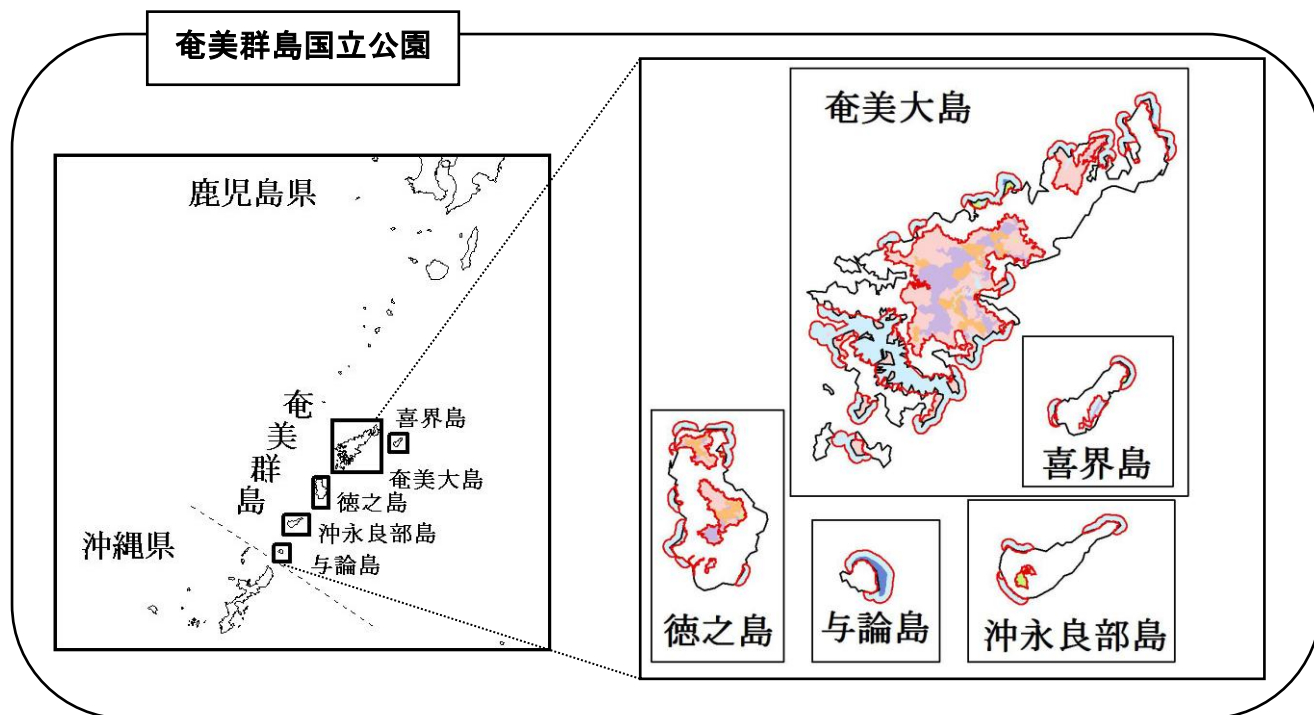 奄美群島国立公園
鹿児島県
奄美群島
喜界島
奄美大島
徳之島
沖永良部島
与論島
沖縄県
奄美大島
喜界島
徳之島
与論島
沖永良部島